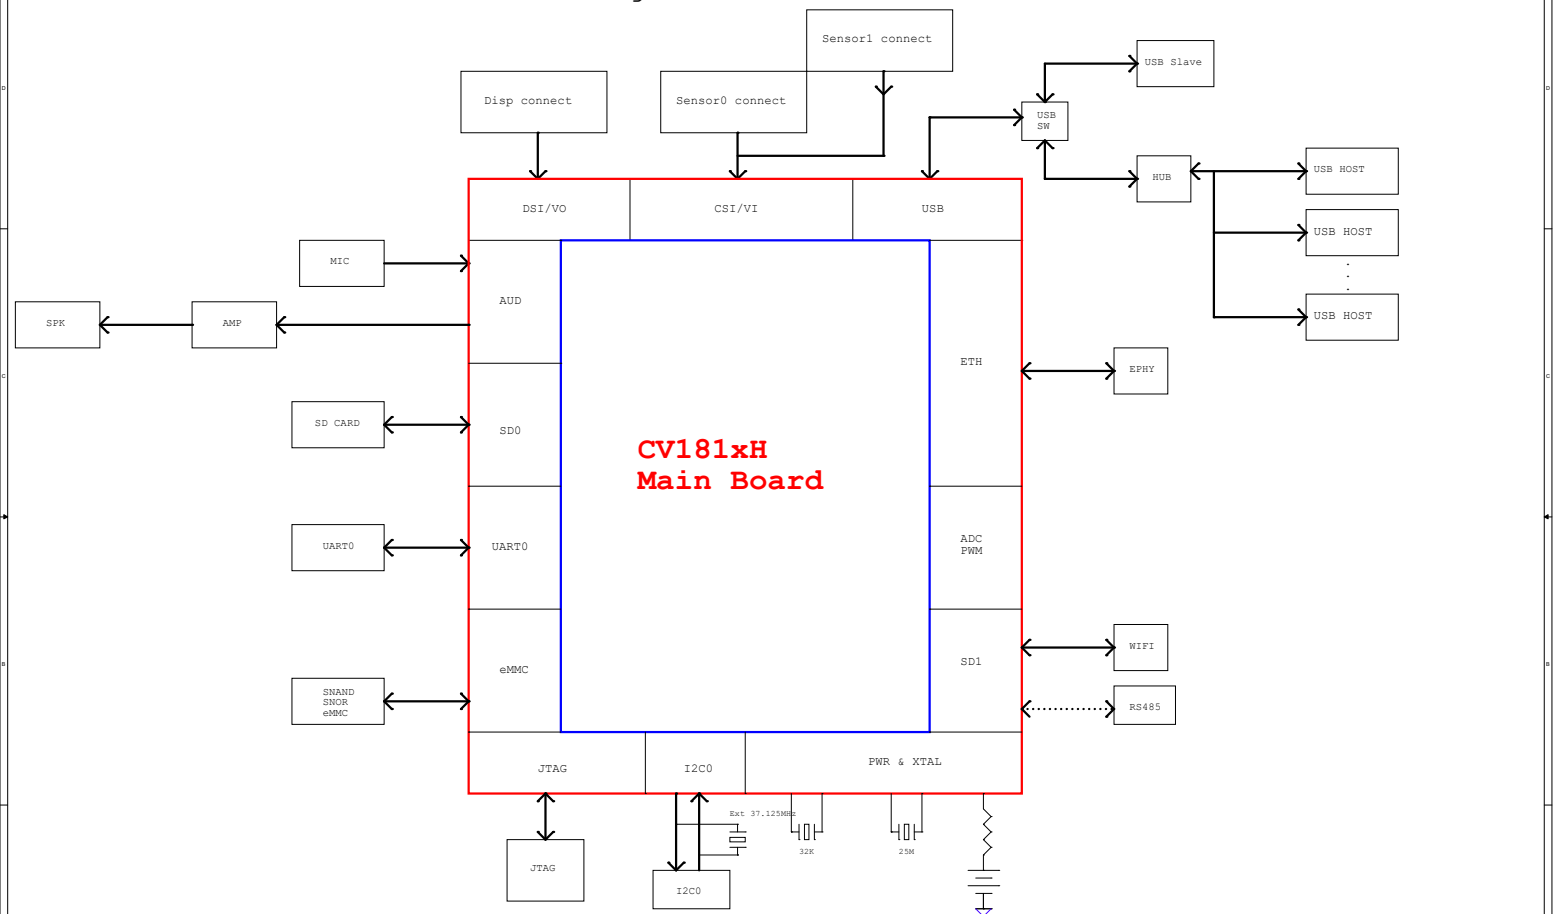 Sensor1 connect
Disp connect
Sensor0 connect
USB Slave
USB
SW
HUB
USB HOST
USB HOST
USB HOST
DSI/VO
CSI/VI
USB
MIC
AUD
SPK
AMP
ETH
EPHY
SD CARD
SD0
CV181xH
Main Board
UART0
UART0
ADC
PWM
SNAND
SNOR
eMMC
eMMC
SD1
WIFI
RS485
JTAG
I2C0
PWR & XTAL
Ext 37.125MHz
32K
25M
JTAG
I2C0
D
D
C
C
B
B